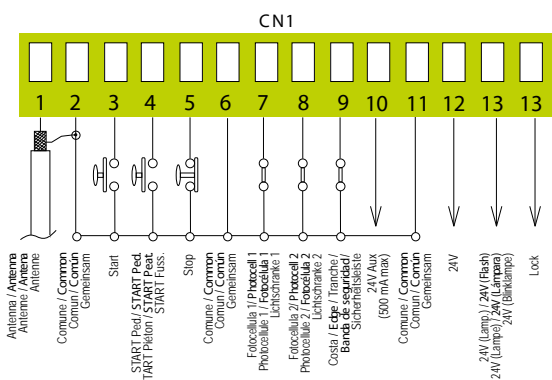 CN1
1 2 3 4 5 6 7 8 9 10 11 12 13 13
Antenna / Antenna
Antenne / Antena
Antenne
Comune / Common
Comun / Común
Gemeinsam
Start
START Ped./ START Ped.
TART Piéton / START Peat.
START Fuss.
Stop
Comune / Common
Comun / Común
Gemeinsam
Fotocellula 1/ Photocell 1
Photocellule 1 / Fotocélula 1
Lichtschranke 1
Fotocellula 2/ Photocell 2
Photocellule 2 / Fotocélula 2
Lichtschranke 2
Costa / Edge / Tranche /
Banda de seguridad/
Sicherheitsleiste
24V Aux
(500 mA max)
Comune / Common
Comun / Común
Gemeinsam
24V
24V (Lamp.) / 24V (Flash)
24V (Lampe) / 24V (Lámpara)
24V (Blinklampe)
Lock